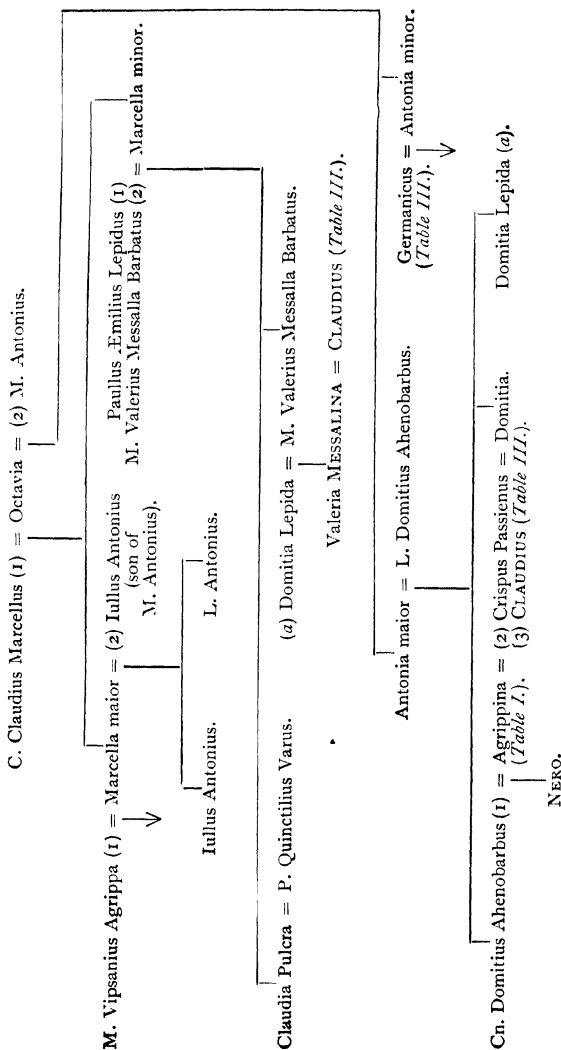 C. Claudius Marcellus (1) = Octavia = (2) M. Antonius.
M. Vipsanius Agrippa (1) = Marcella maior = (2) Iullus Antonius
(son of
M. Antonius).
Paullus Æmilius Lepidus (1)
M. Valerius Messalla Barbatus (2) = Marcella minor.
Iullus Antonius. L. Antonius.
Claudia Pulcra = P. Quinctilius Varus. (a) Domitia Lepida = M. Valerius Messalla Barbatus.
Valeria MESSALINA = CLAUDIUS (Table III.).
Antonia maior = L. Domitius Ahenobarbus. Germanicus = Antonia minor.
(Table III.).
Cn. Domitius Ahenobarbus (1) = Agrippina = (2) Crispus Passienus = Domitia. Domitia Lepida (a).
(Table I.). (3) CLAUDIUS (Table III.).
NERO.